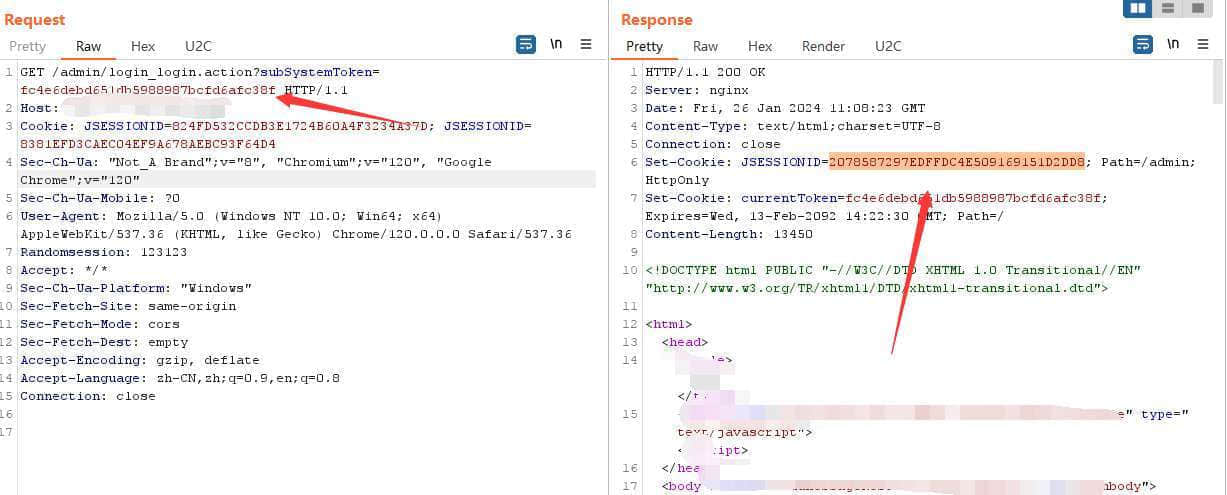 Request
Pretty Raw Hex U2C
\n
1 GET /admin/login_login.action?subSystemToken=
fc4e6debd651db5988987bcfd6afc38f HTTP/1.1
2 Host:
3 Cookie: JSESSIONID=824FD532CCDB3E1724B60A4F3234A37D; JSESSIONID=
8381EFD3CAEC04EF9A678AEBC93F64D4
4 Sec-Ch-Ua: "Not_A Brand";v="8", "Chromium";v="120", "Google
Chrome";v="120"
5 Sec-Ch-Ua-Mobile: ?0
6 User-Agent: Mozilla/5.0 (Windows NT 10.0; Win64; x64)
AppleWebKit/537.36 (KHTML, like Gecko) Chrome/120.0.0.0 Safari/537.36
7 Randomsession: 123123
8 Accept: */*
9 Sec-Ch-Ua-Platform: "Windows"
10 Sec-Fetch-Site: same-origin
11 Sec-Fetch-Mode: cors
12 Sec-Fetch-Dest: empty
13 Accept-Encoding: gzip, deflate
14 Accept-Language: zh-CN,zh;q=0.9,en;q=0.8
15 Connection: close
16
17
Response
Pretty Raw Hex Render U2C
\n
1 HTTP/1.1 200 OK
2 Server: nginx
3 Date: Fri, 26 Jan 2024 11:08:23 GMT
4 Content-Type: text/html;charset=UTF-8
5 Connection: close
6 Set-Cookie: JSESSIONID=2078587297EDFFDC4E509169151D2DD8; Path=/admin;
HttpOnly
7 Set-Cookie: currentToken=fc4e6debd651db5988987bcfd6afc38f;
Expires=Wed, 13-Feb-2092 14:22:30 GMT; Path=/
8 Content-Length: 13450
9
10 <!DOCTYPE html PUBLIC "-//W3C//DTD XHTML 1.0 Transitional//EN"
"http://www.w3.org/TR/xhtml1/DTD/xhtml1-transitional.dtd">
11
12 <html>
13 <head>
14
15 type="
text/javascript">
16
17 <body